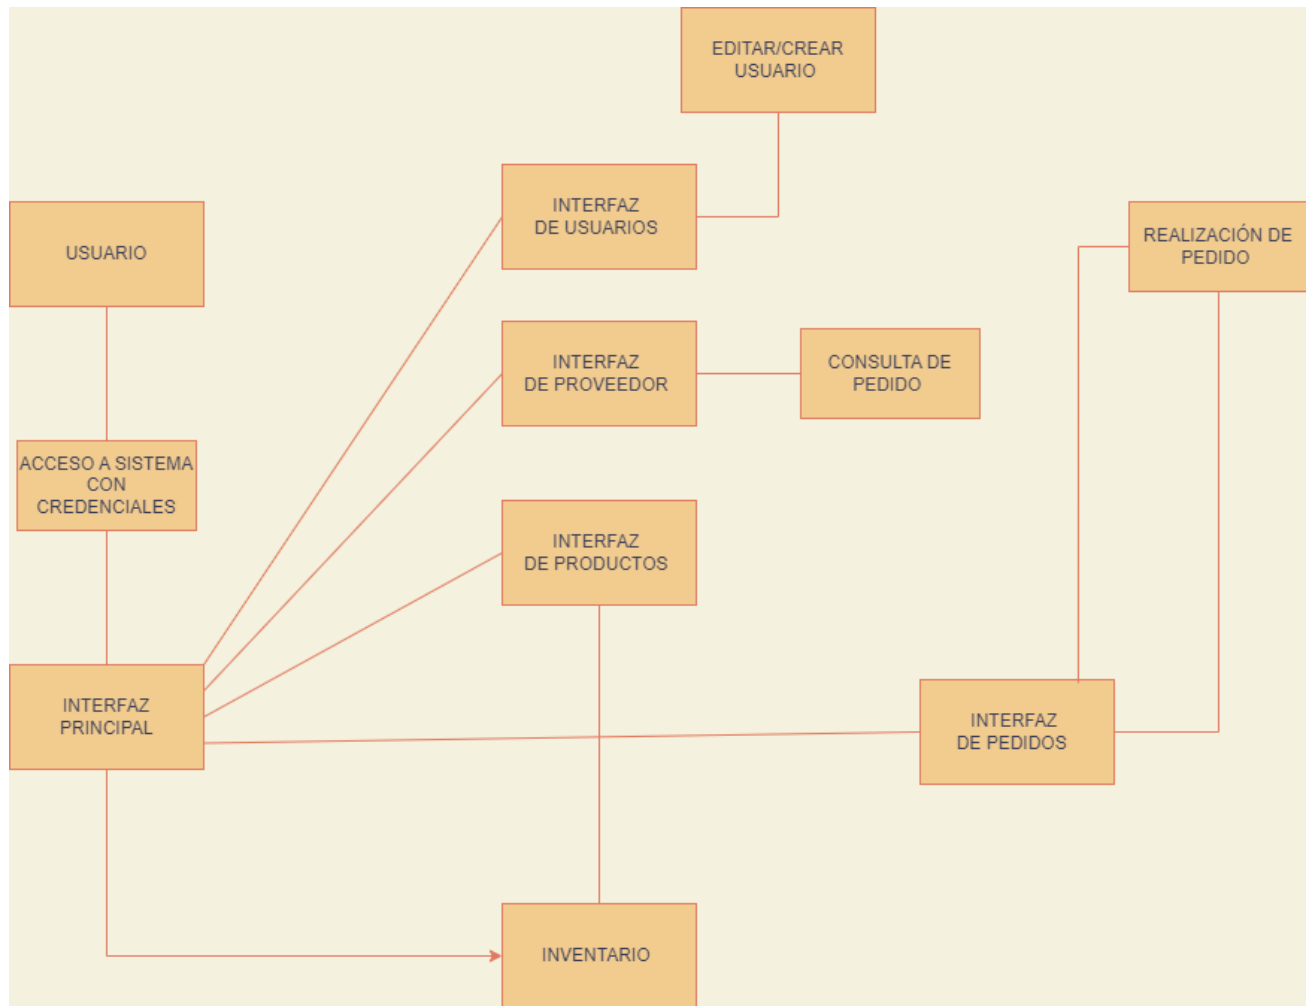 EDITAR/CREAR
USUARIO
INTERFAZ
DE USUARIOS
USUARIO
REALIZACIÓN DE
PEDIDO
INTERFAZ
DE PROVEEDOR
CONSULTA DE
PEDIDO
ACCESO A SISTEMA
CON
CREDENCIALES
INTERFAZ
DE PRODUCTOS
INTERFAZ
PRINCIPAL
INTERFAZ
DE PEDIDOS
INVENTARIO